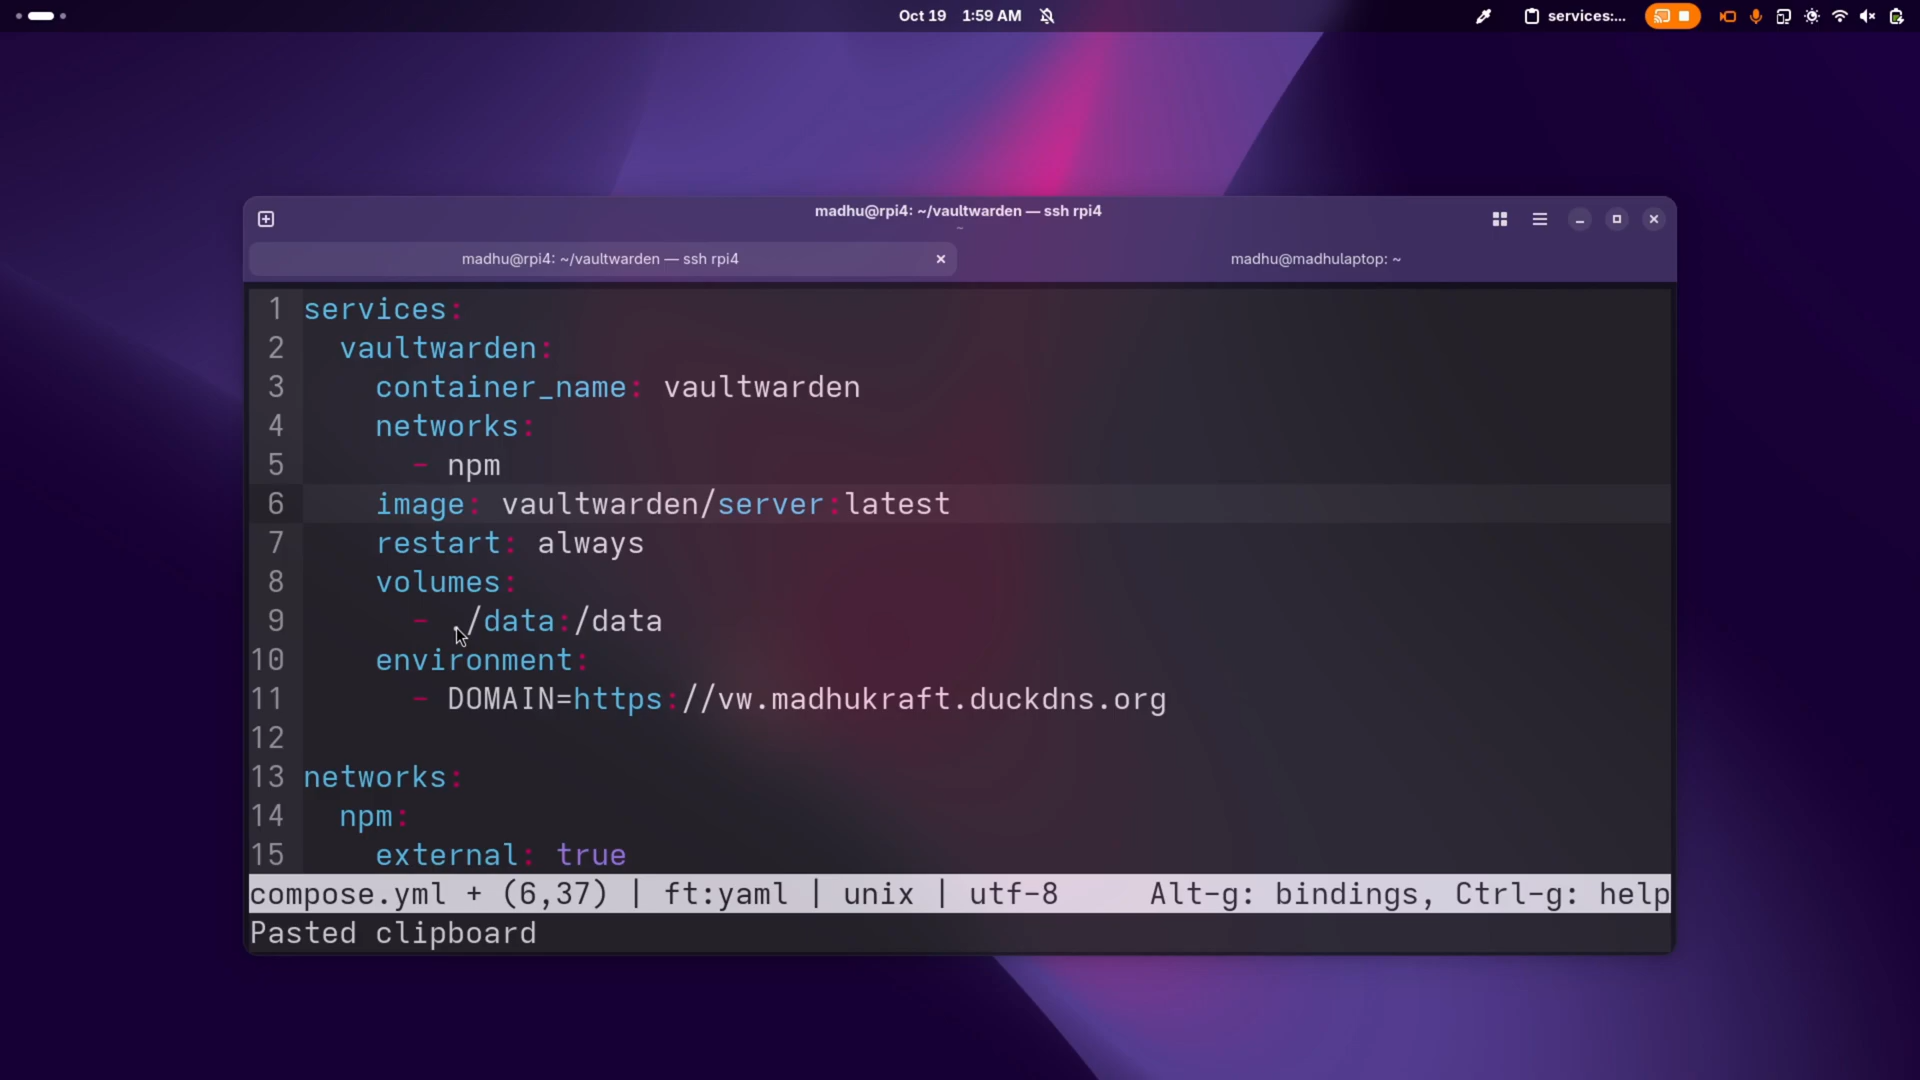 Oct 19 1:59 AM
services:...
madhu@rpi4: ~/vaultwarden — ssh rpi4
~
madhu@rpi4: ~/vaultwarden — ssh rpi4
madhu@madhulaptop: ~
1 services:
2   vaultwarden:
3     container_name: vaultwarden
4     networks:
5       - npm
6     image: vaultwarden/server:latest
7     restart: always
8     volumes:
9       - ./data:/data
10     environment:
11       - DOMAIN=https://vw.madhukraft.duckdns.org
12
13 networks:
14   npm:
15     external: true
compose.yml + (6,37) | ft:yaml | unix | utf-8 Alt-g: bindings, Ctrl-g: help
Pasted clipboard